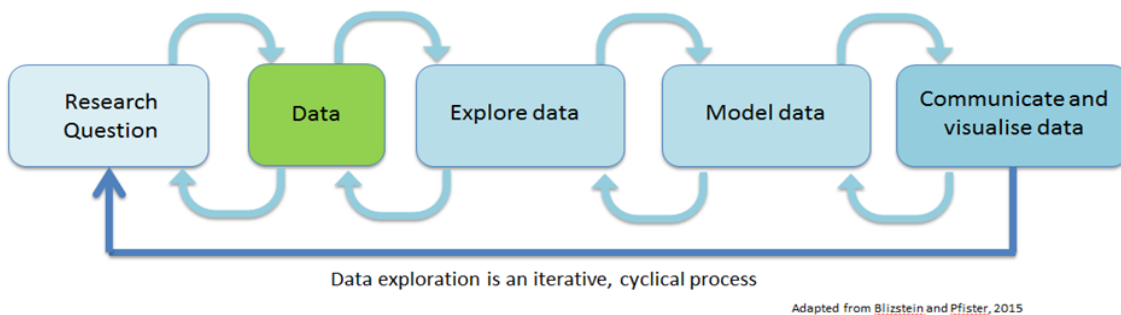 Research
Question
Data
Explore data
Model data
Communicate and
visualise data
Data exploration is an iterative, cyclical process
Adapted from Blizstein and Pfister, 2015